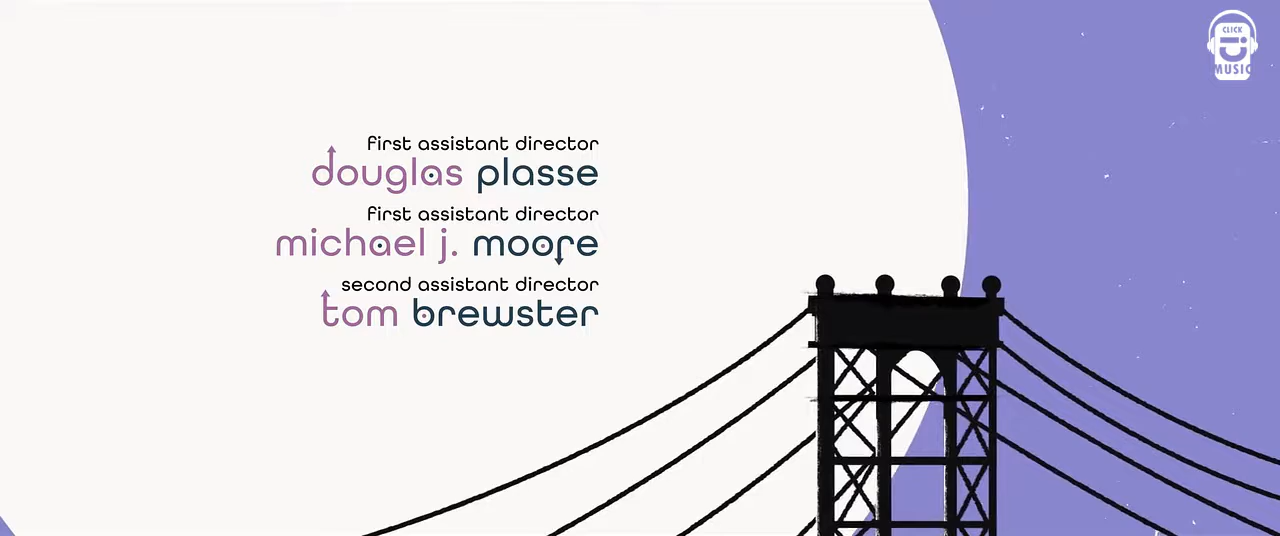 CLICK
MUSIC
first assistant director
douglas plasse
first assistant director
michael j. moore
second assistant director
tom brewster